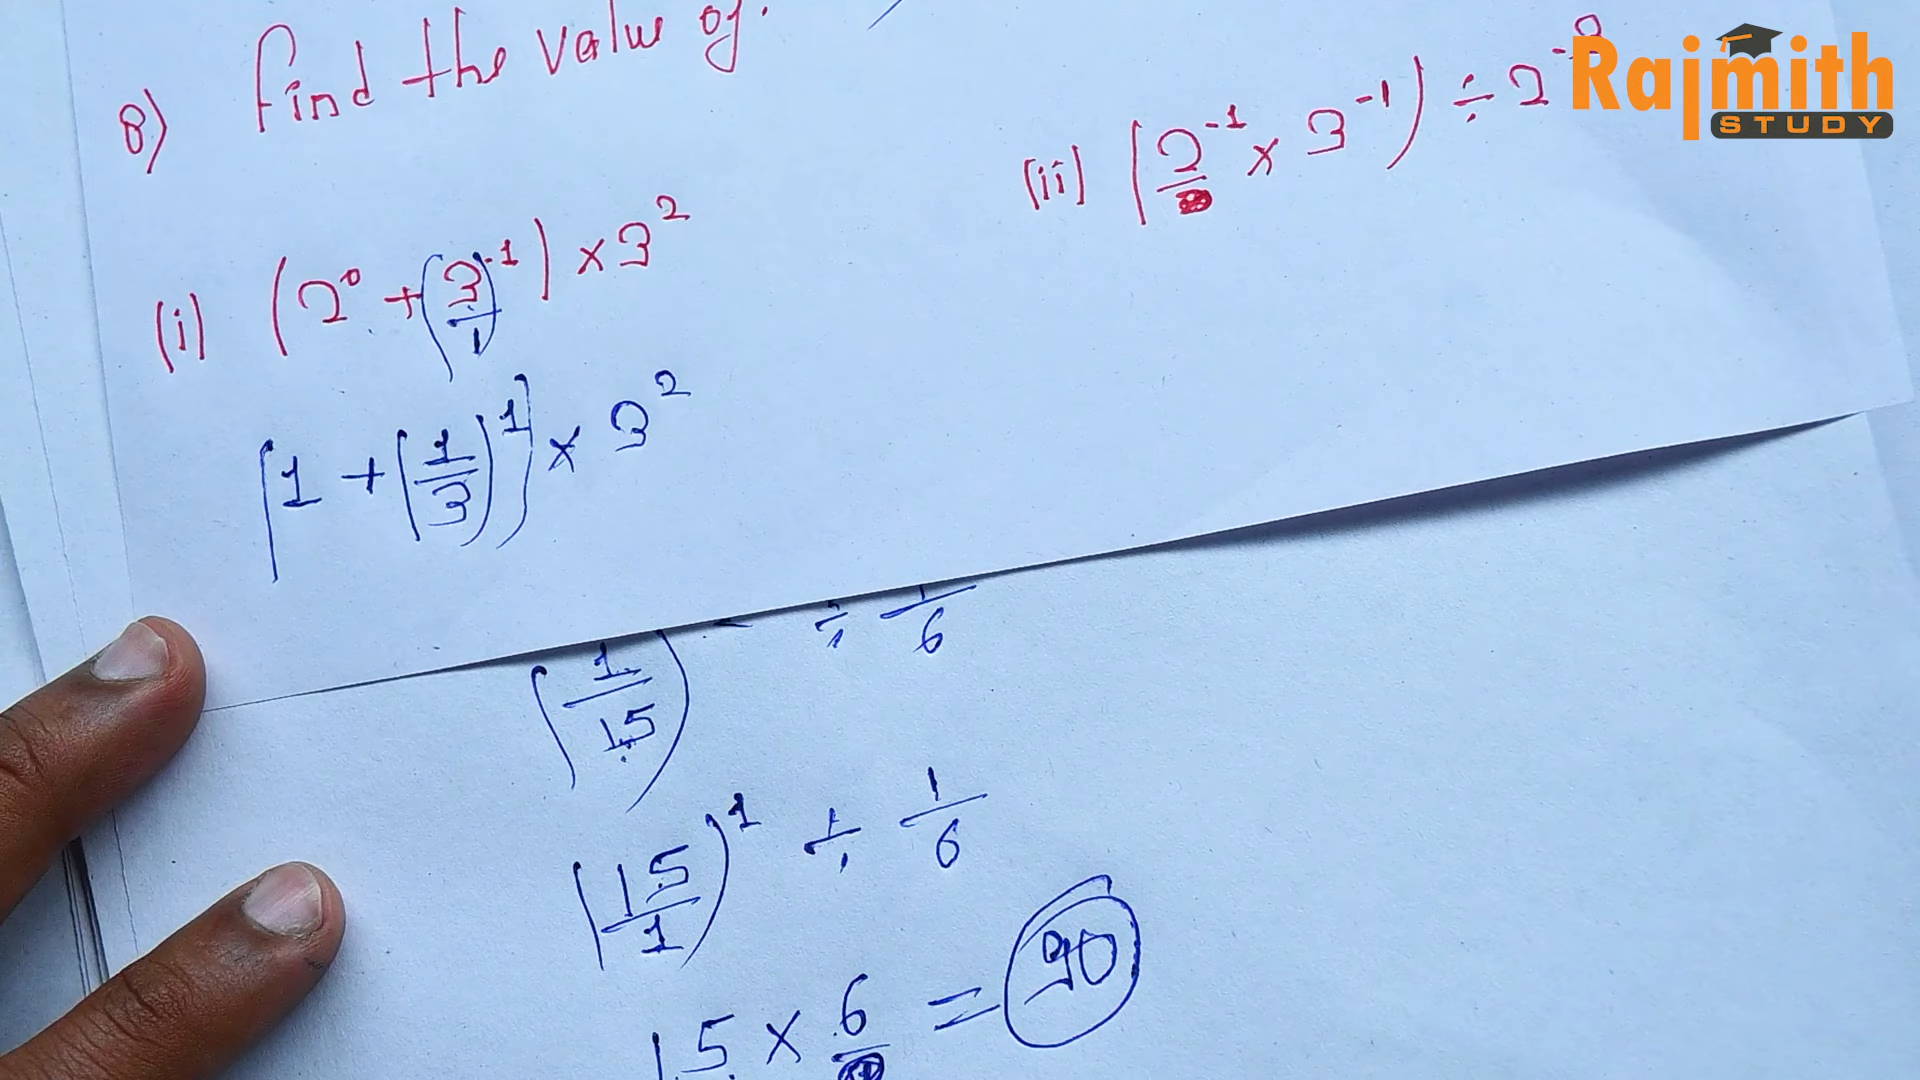 8) Find the value of.
(i) (2⁰ + (3/1)⁻¹) × 3²
[1 + (1/3)¹] × 3²
(ii) (2⁻¹ × 3⁻¹) ÷ 2
Rajmith
STUDY
÷ 1/6
(1/15)
(15/1)¹ ÷ 1/6
15 × 6 = 90